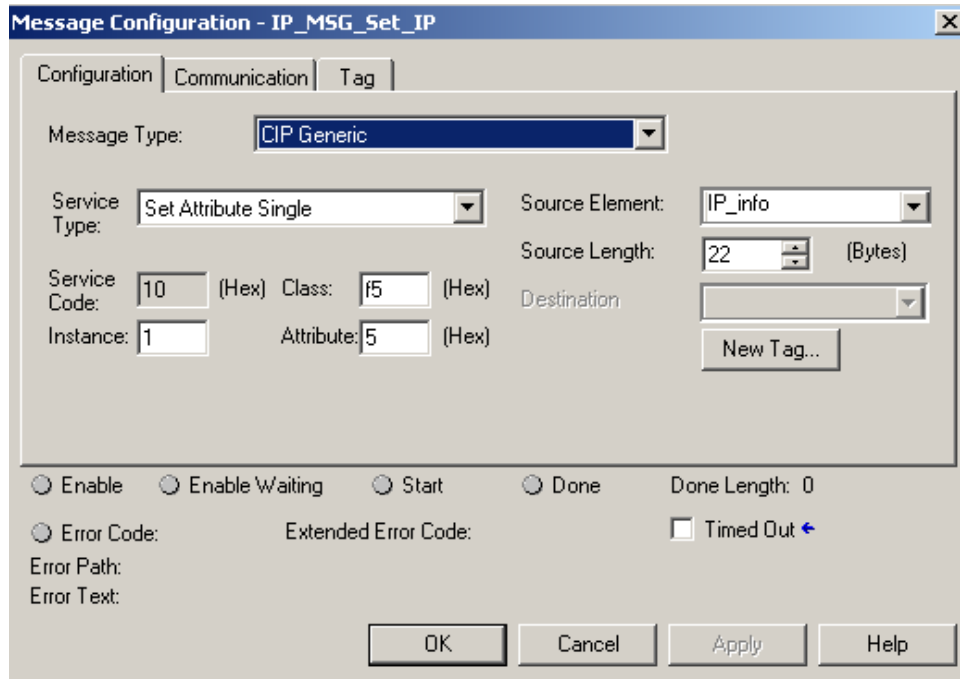 Message Configuration - IP_MSG_Set_IP
Configuration Communication Tag
Message Type: CIP Generic
Service Type: Set Attribute Single
Source Element: IP_info
Source Length: 22 (Bytes)
Service Code: 10 (Hex) Class: f5 (Hex)
Destination
Instance: 1 Attribute: 5 (Hex)
New Tag...
Enable Enable Waiting Start Done Done Length: 0
Error Code: Extended Error Code: Timed Out
Error Path:
Error Text:
OK Cancel Apply Help